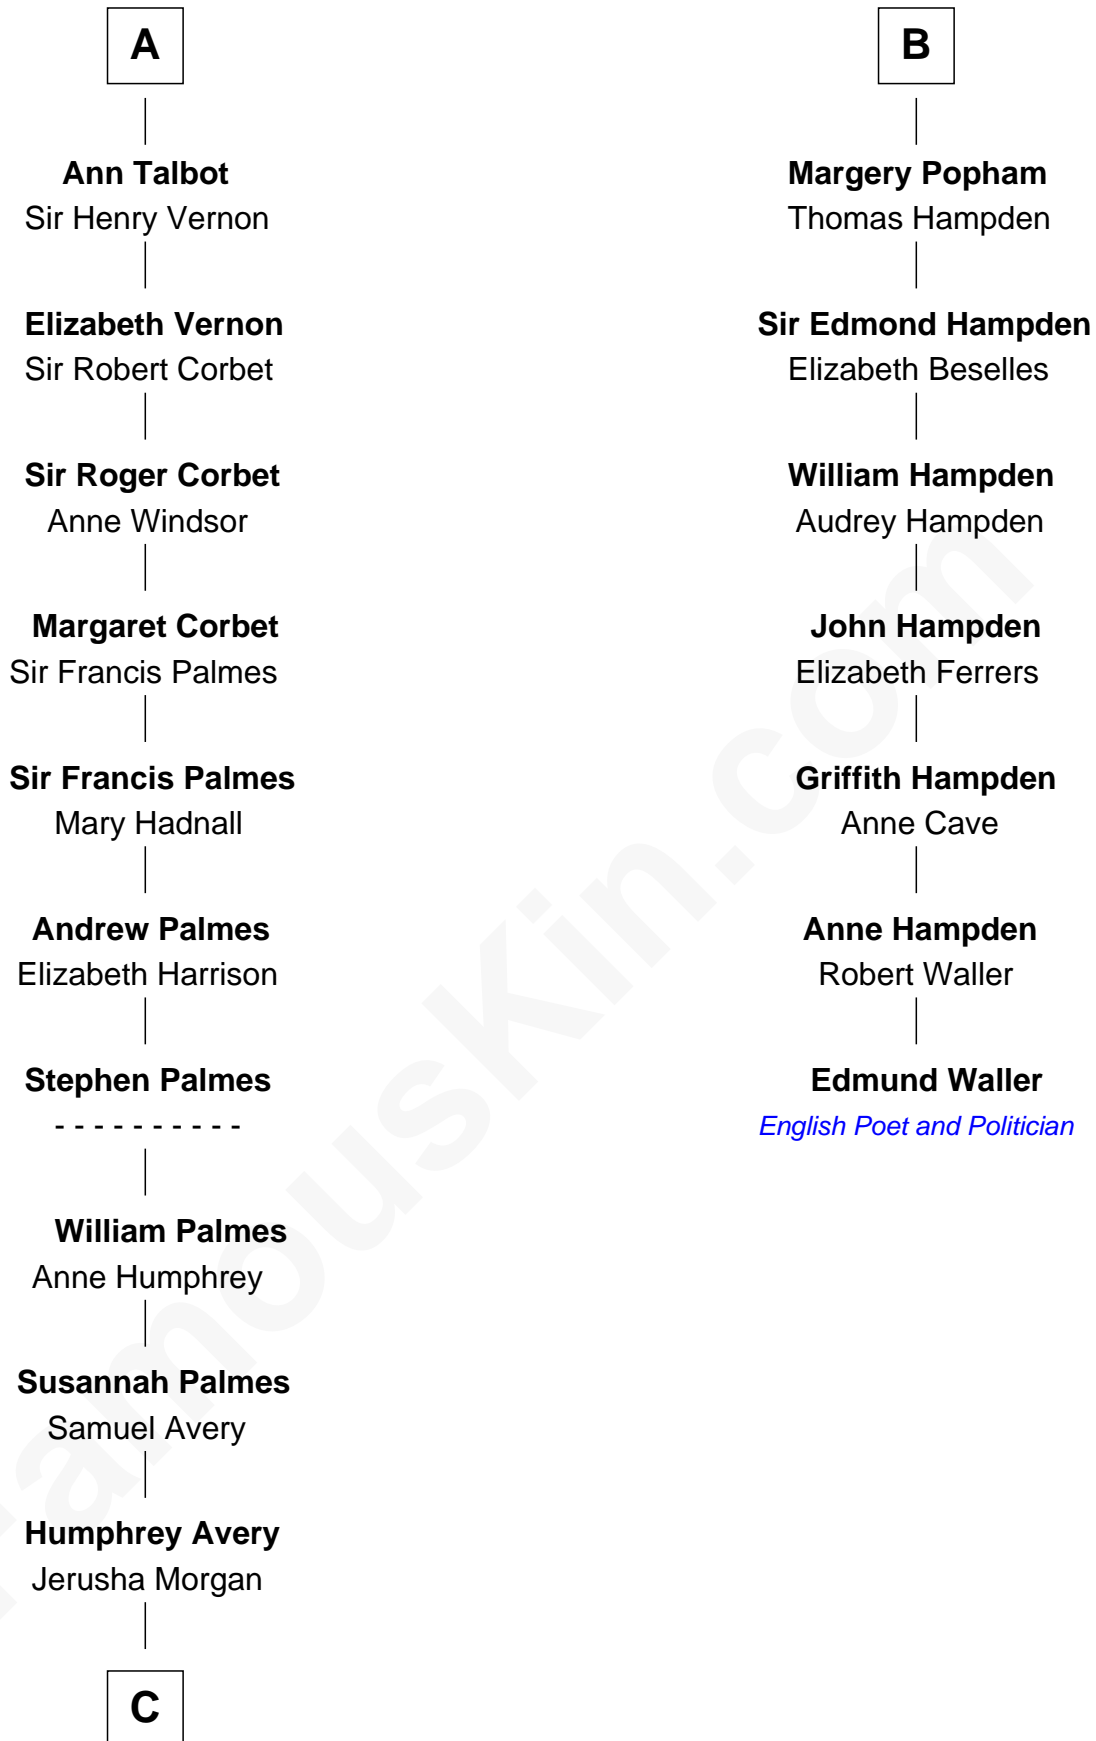 A
Ann Talbot
Sir Henry Vernon
Elizabeth Vernon
Sir Robert Corbet
Sir Roger Corbet
Anne Windsor
Margaret Corbet
Sir Francis Palmes
Sir Francis Palmes
Mary Hadnall
Andrew Palmes
Elizabeth Harrison
Stephen Palmes
- - - - - - - - - -
William Palmes
Anne Humphrey
Susannah Palmes
Samuel Avery
Humphrey Avery
Jerusha Morgan
C
B
Margery Popham
Thomas Hampden
Sir Edmond Hampden
Elizabeth Beselles
William Hampden
Audrey Hampden
John Hampden
Elizabeth Ferrers
Griffith Hampden
Anne Cave
Anne Hampden
Robert Waller
Edmund Waller
English Poet and Politician
FamousKin.com